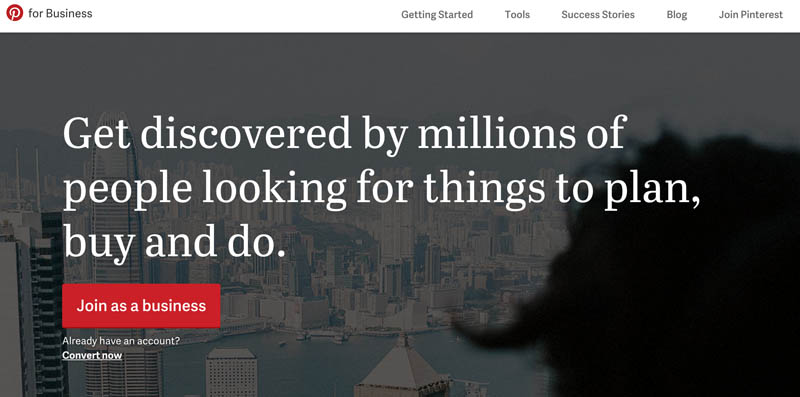 for Business
Getting Started
Tools
Success Stories
Blog
Join Pinterest
Get discovered by millions of
people looking for things to plan,
buy and do.
Join as a business
Already have an account?
Convert now